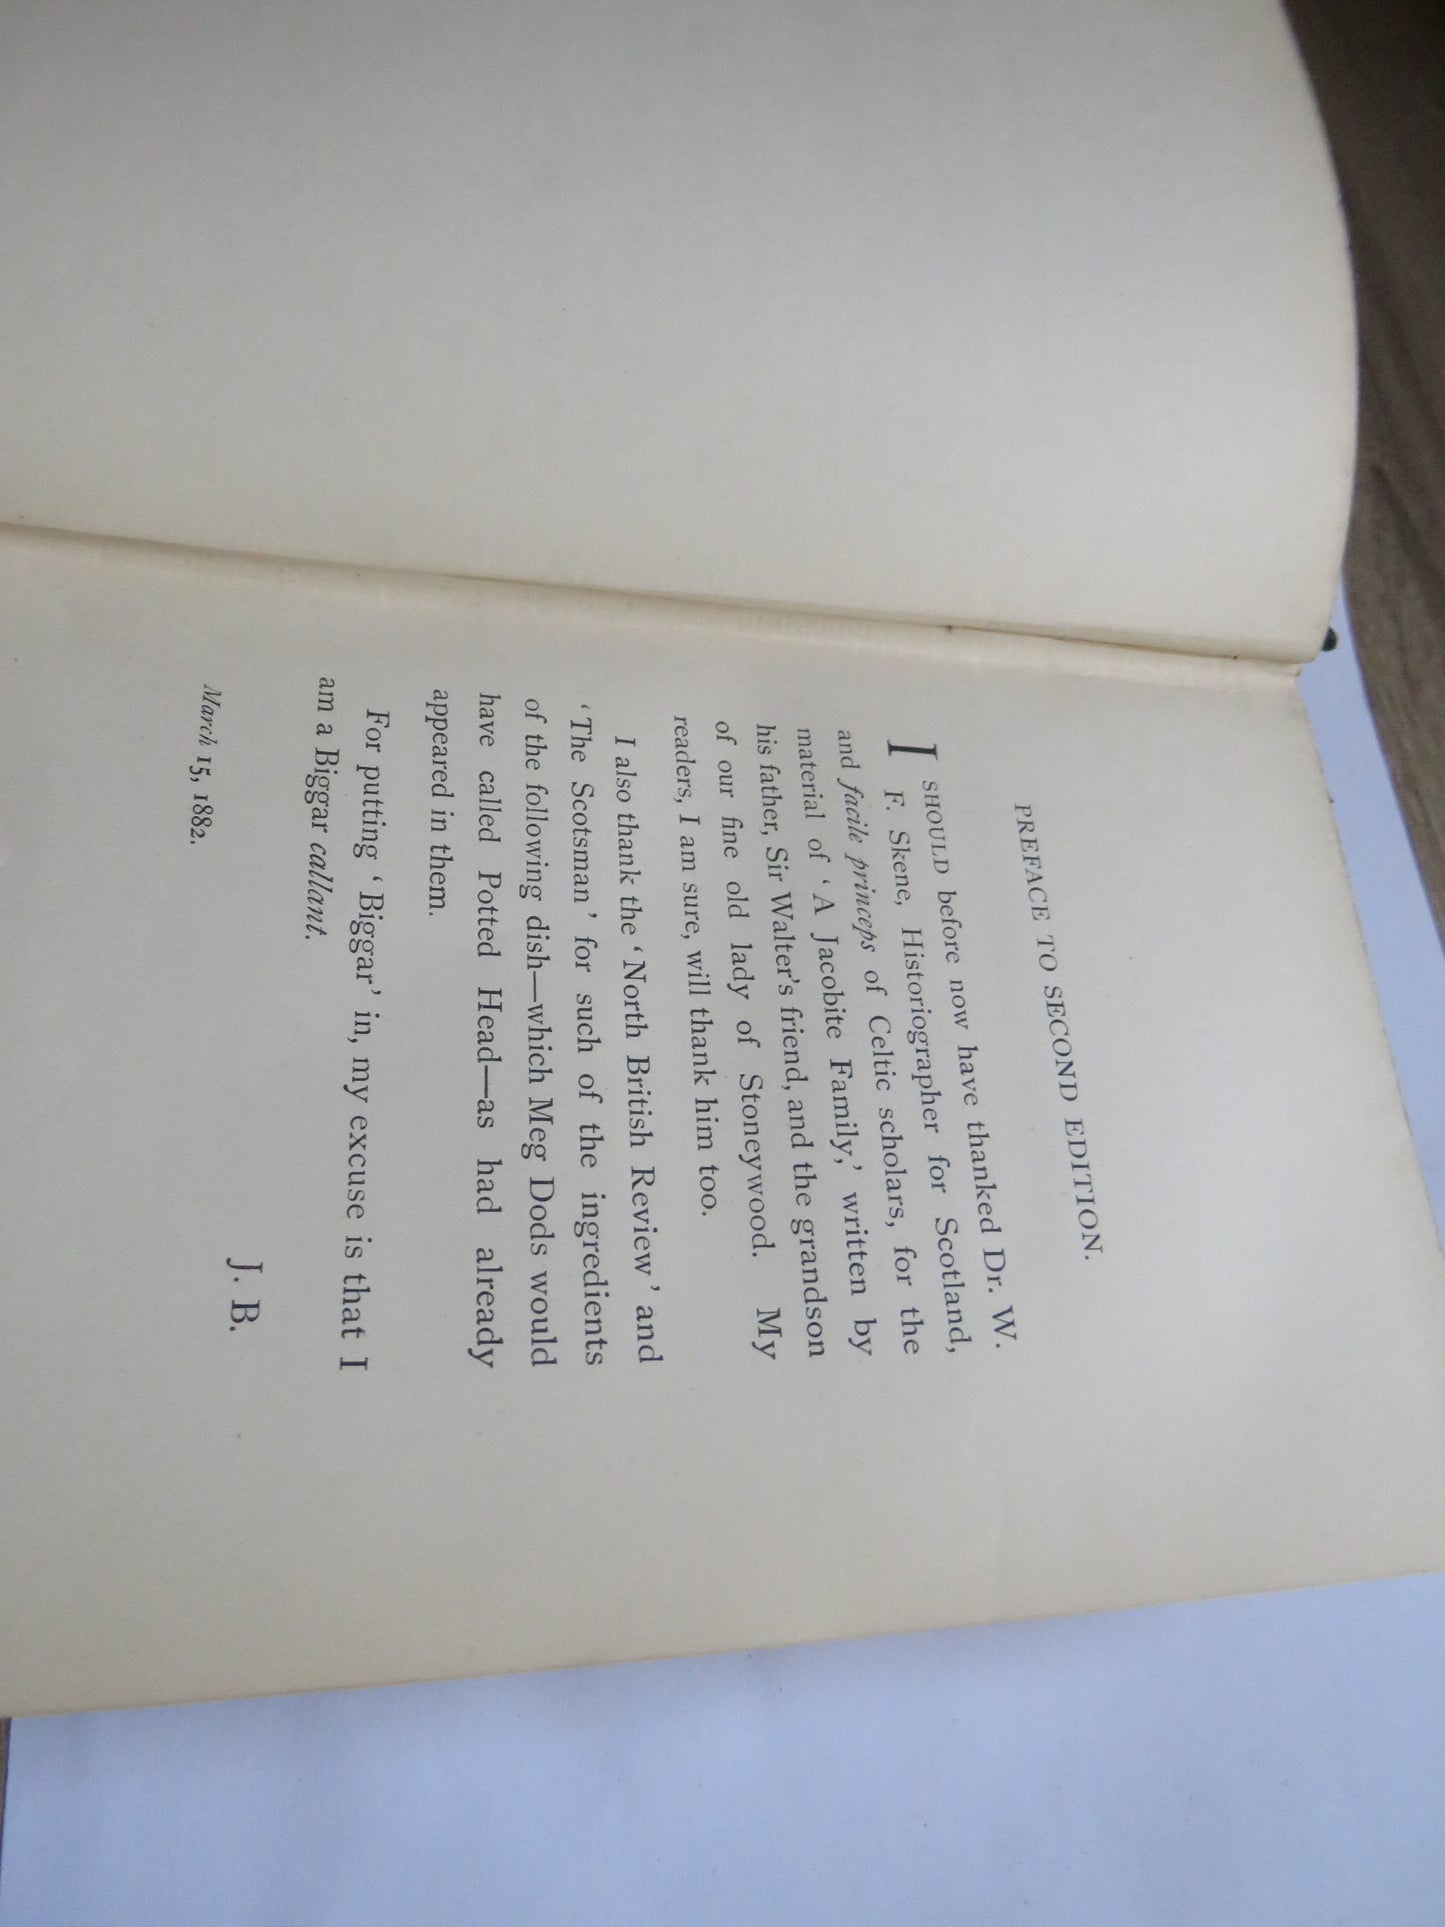 PREFACE TO SECOND EDITION.
I SHOULD before now have thanked Dr. W.
F. Skene, Historiographer for Scotland,
and facile princeps of Celtic scholars, for the
material of ‘A Jacobite Family,’ written by
his father, Sir Walter’s friend, and the grandson
of our fine old lady of Stoneywood. My
readers, I am sure, will thank him too.
I also thank the ‘North British Review’ and
‘The Scotsman’ for such of the ingredients
of the following dish—which Meg Dods would
have called Potted Head—as had already
appeared in them.
For putting ‘Biggar’ in, my excuse is that I
am a Biggar callant.
J. B.
March 15, 1882.